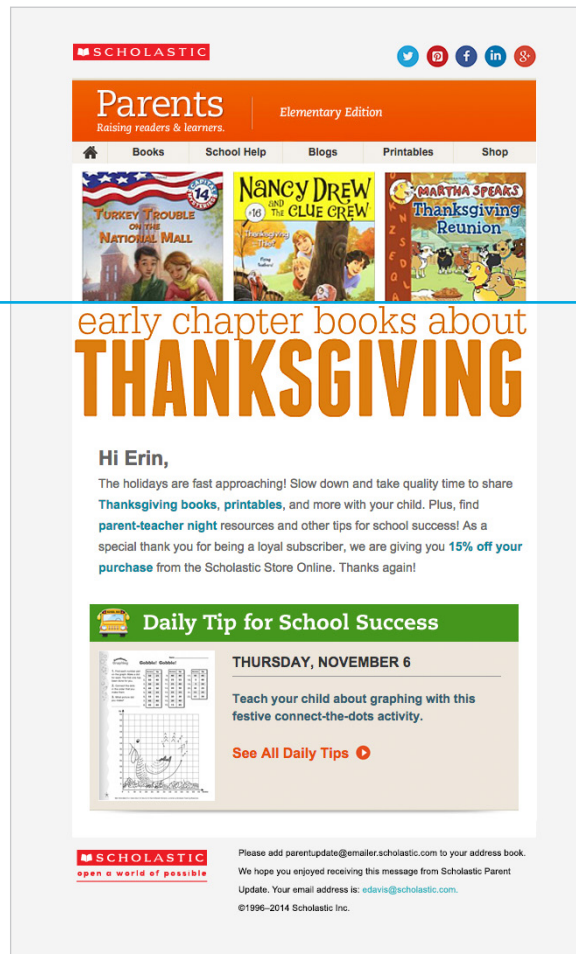 SCHOLASTIC
Parents
Raising readers & learners.
Elementary Edition
Books School Help Blogs Printables Shop
CAPITAL MYSTERIES
14
TURKEY TROUBLE
ON THE
NATIONAL MALL
NANCY DREW
AND
#16 THE CLUE CREW
Thanksgiving
Thief
MARTHA SPEAKS
Thanksgiving
Reunion
early chapter books about
THANKSGIVING
Hi Erin,
The holidays are fast approaching! Slow down and take quality time to share
Thanksgiving books, printables, and more with your child. Plus, find
parent-teacher night resources and other tips for school success! As a
special thank you for being a loyal subscriber, we are giving you 15% off your
purchase from the Scholastic Store Online. Thanks again!
Daily Tip for School Success
Graphing Gobble! Gobble!
THURSDAY, NOVEMBER 6
Teach your child about graphing with this
festive connect-the-dots activity.
See All Daily Tips
SCHOLASTIC
open a world of possible
Please add parentupdate@emailer.scholastic.com to your address book.
We hope you enjoyed receiving this message from Scholastic Parent
Update. Your email address is: edavis@scholastic.com.
©1996–2014 Scholastic Inc.